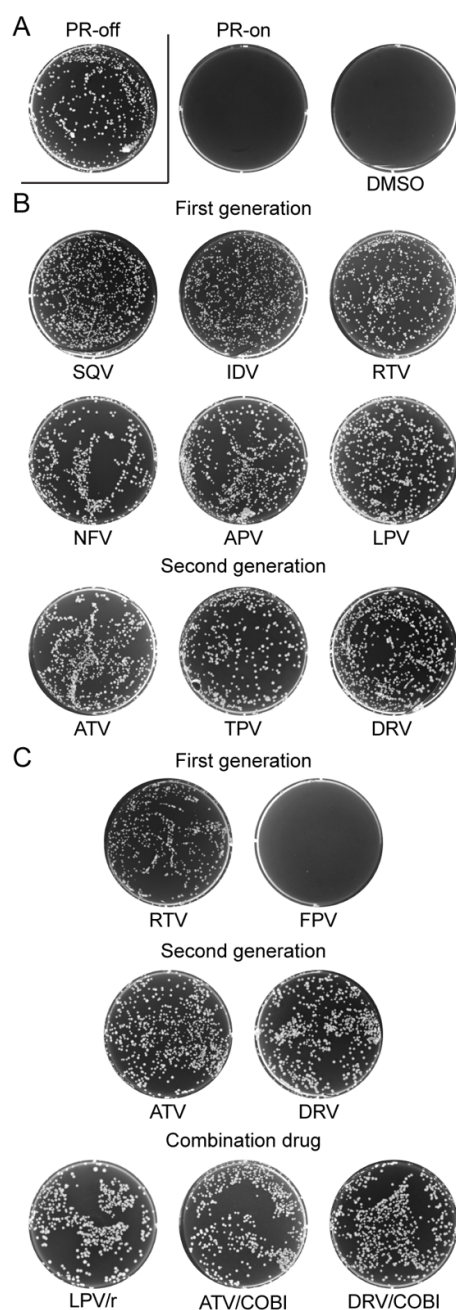 A
PR-off PR-on
DMSO
B
First generation
SQV IDV RTV
NFV APV LPV
Second generation
ATV TPV DRV
C
First generation
RTV FPV
Second generation
ATV DRV
Combination drug
LPV/r ATV/COBI DRV/COBI